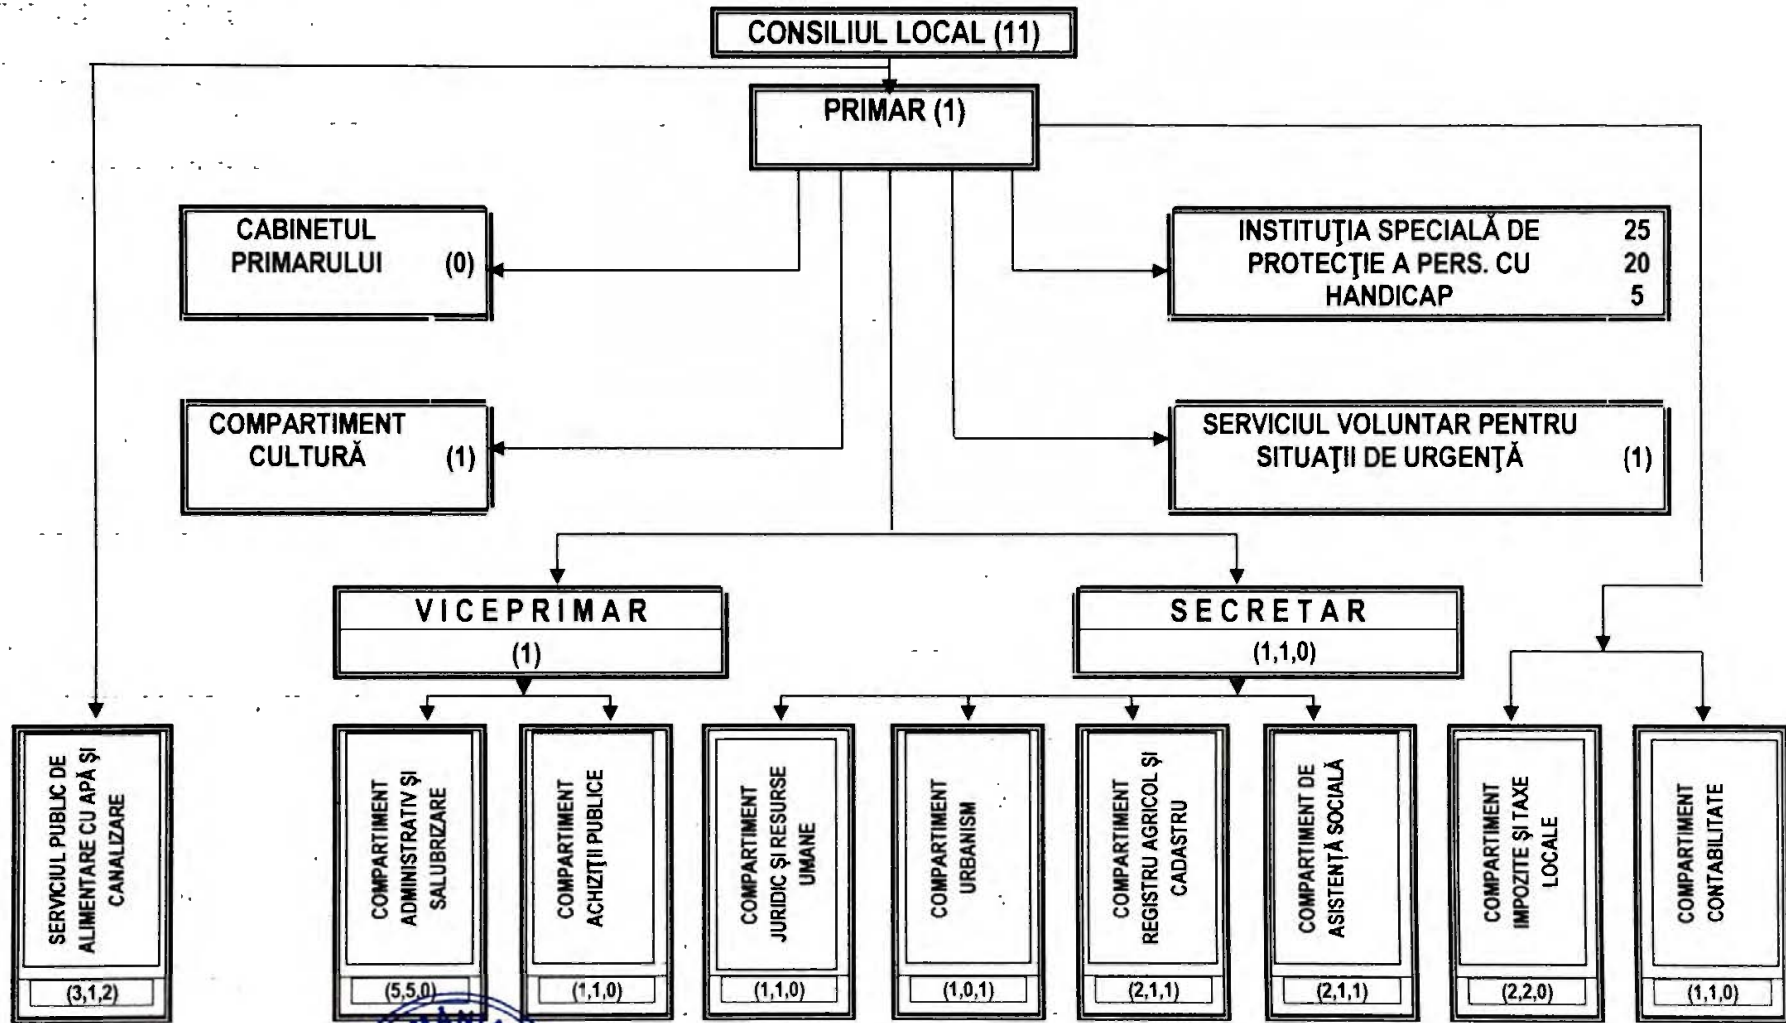 CONSILIUL LOCAL (11)
PRIMAR (1)
CABINETUL
PRIMARULUI (0)
INSTITUŢIA SPECIALĂ DE 25
PROTECŢIE A PERS. CU 20
HANDICAP 5
COMPARTIMENT
CULTURĂ (1)
SERVICIUL VOLUNTAR PENTRU
SITUAŢII DE URGENŢĂ (1)
VICEPRIMAR
(1)
SECRETAR
(1,1,0)
SERVICIUL PUBLIC DE
ALIMENTARE CU APĂ ŞI
CANALIZARE
(3,1,2)
COMPARTIMENT
ADMINISTRATIV ŞI
SALUBRIZARE
(5,5,0)
COMPARTIMENT
ACHIZIŢII PUBLICE
(1,1,0)
COMPARTIMENT
JURIDIC ŞI RESURSE
UMANE
(1,1,0)
COMPARTIMENT
URBANISM
(1,0,1)
COMPARTIMENT
REGISTRU AGRICOL ŞI
CADASTRU
(2,1,1)
COMPARTIMENT DE
ASISTENŢĂ SOCIALĂ
(2,1,1)
COMPARTIMENT
IMPOZITE ŞI TAXE
LOCALE
(2,2,0)
COMPARTIMENT
CONTABILITATE
(1,1,0)